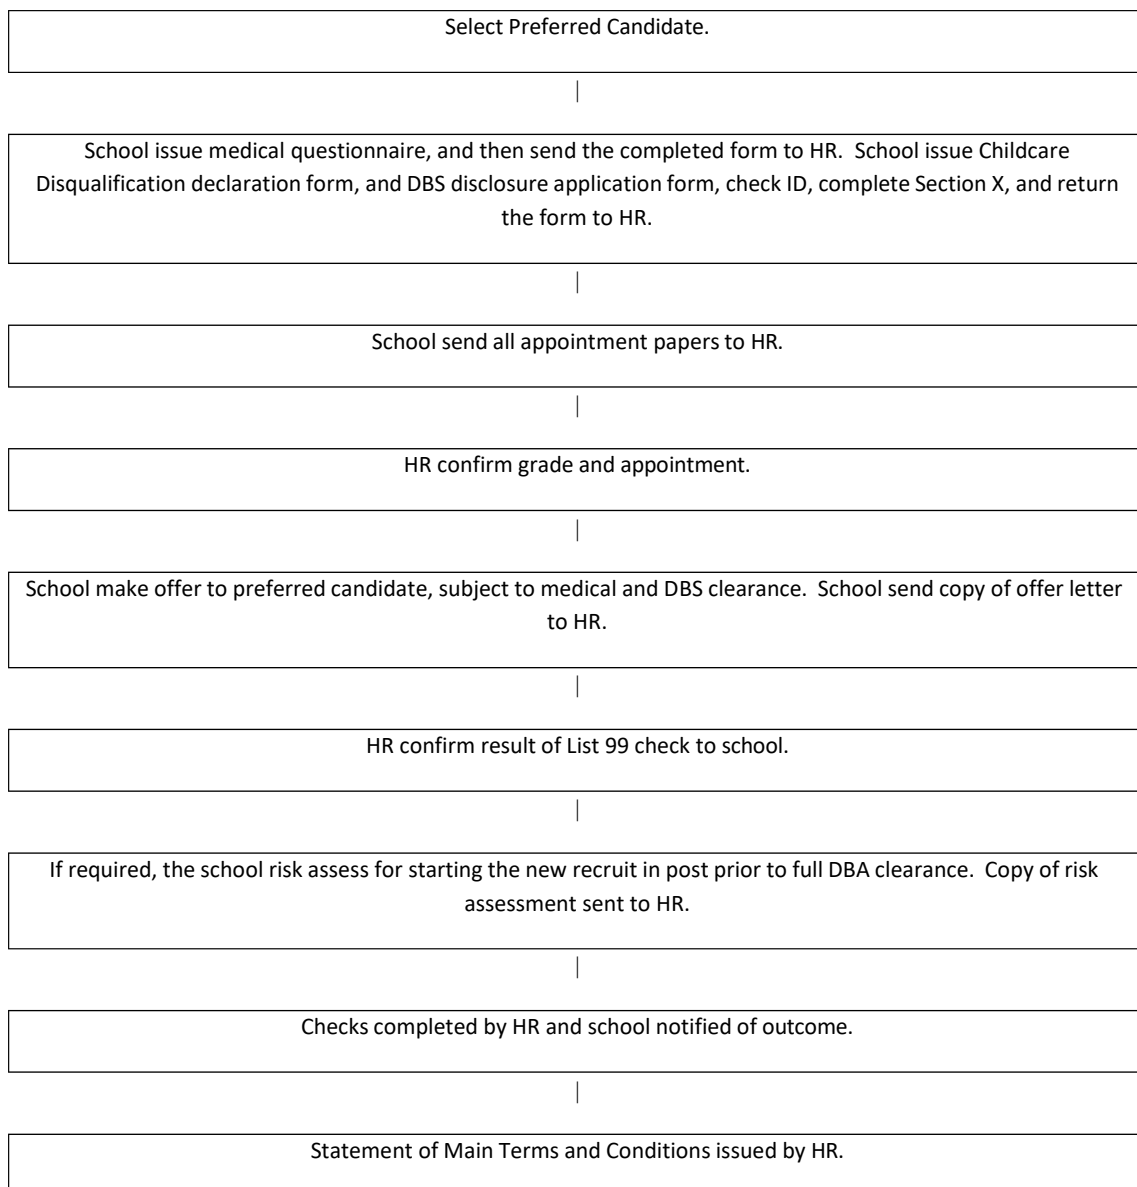 Select Preferred Candidate.
School issue medical questionnaire, and then send the completed form to HR.  School issue Childcare
Disqualification declaration form, and DBS disclosure application form, check ID, complete Section X, and return
the form to HR.
School send all appointment papers to HR.
HR confirm grade and appointment.
School make offer to preferred candidate, subject to medical and DBS clearance.  School send copy of offer letter
to HR.
HR confirm result of List 99 check to school.
If required, the school risk assess for starting the new recruit in post prior to full DBA clearance.  Copy of risk
assessment sent to HR.
Checks completed by HR and school notified of outcome.
Statement of Main Terms and Conditions issued by HR.